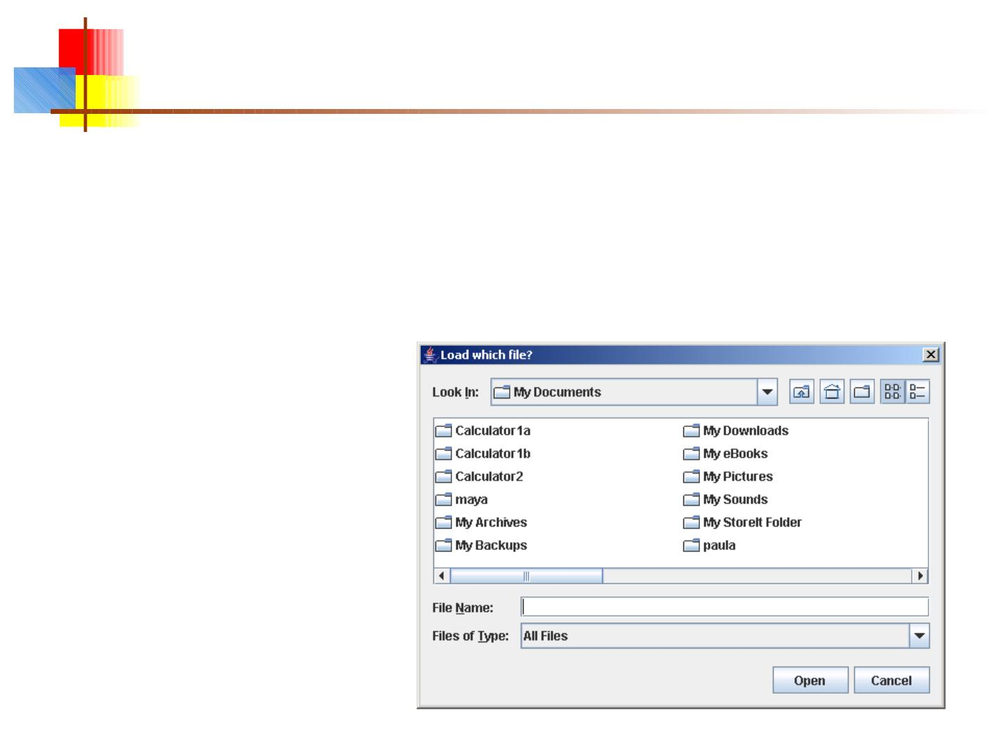 Load which file?
Look In: My Documents
Calculator1a My Downloads
Calculator1b My eBooks
Calculator2 My Pictures
maya My Sounds
My Archives My StoreIt Folder
My Backups paula
File Name:
Files of Type: All Files
Open Cancel